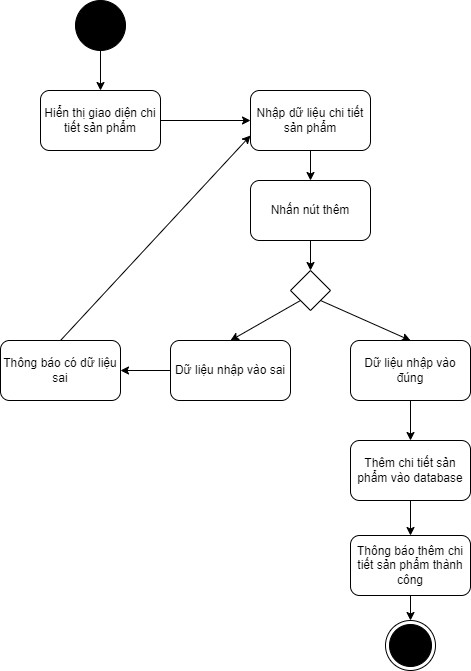 Hiển thị giao diện chi
tiết sản phẩm
Nhập dữ liệu chi tiết
sản phẩm
Nhấn nút thêm
Thông báo có dữ liệu
sai
Dữ liệu nhập vào sai
Dữ liệu nhập vào
đúng
Thêm chi tiết sản
phẩm vào database
Thông báo thêm chi
tiết sản phẩm thành
công